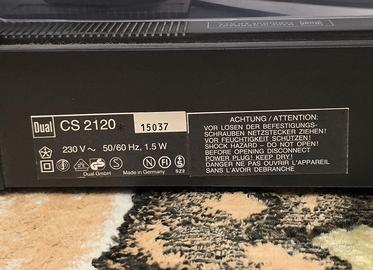 Dual CS 2120 15037
230 V ~ 50/60 Hz, 1.5 W
Dual GmbH Made in Germany
ACHTUNG / ATTENTION:
VOR LÖSEN DER BEFESTIGUNGS-
SCHRAUBEN NETZSTECKER ZIEHEN!
VOR FEUCHTIGKEIT SCHÜTZEN!
SHOCK HAZARD – DO NOT OPEN!
BEFORE OPENING DISCONNECT
POWER PLUG! KEEP DRY!
DANGER NE PAS OUVRIR L'APPAREIL
SANS L'AVOIR DEBRANCHE